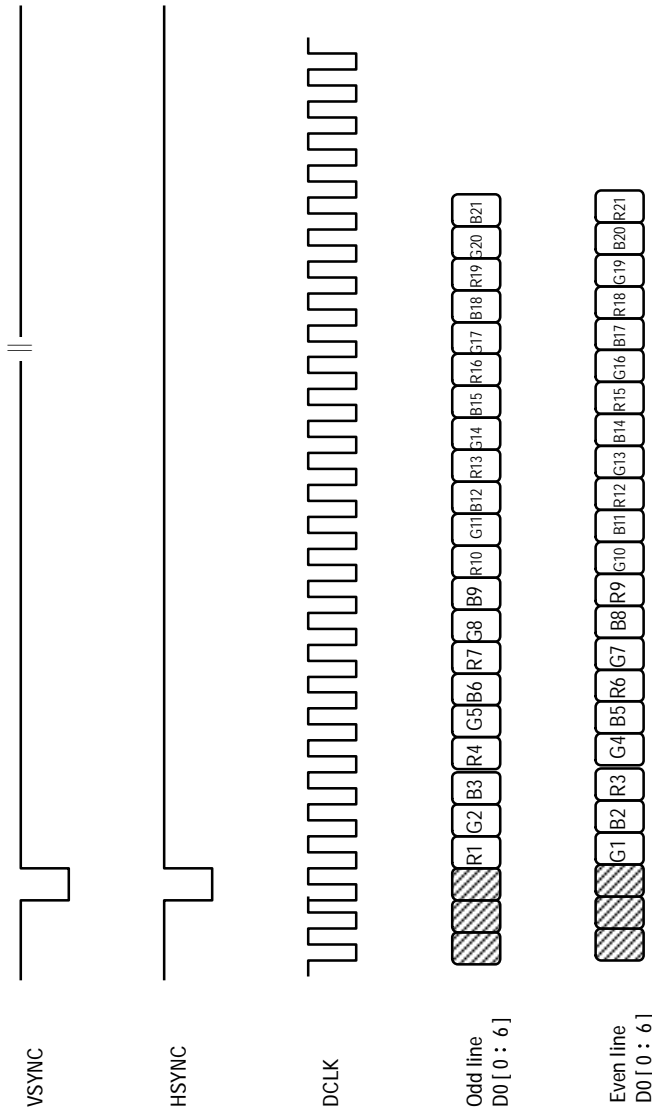 VSYNC
HSYNC
DCLK
Odd line
D0[0:6]
R1 G2 B3 R4 G5 B6 R7 G8 B9 R10 G11 B12 R13 G14 B15 R16 G17 B18 R19 G20 B21
Even line
D0[0:6]
G1 B2 R3 G4 B5 R6 G7 B8 R9 G10 B11 R12 G13 B14 R15 G16 B17 R18 G19 B20 R21